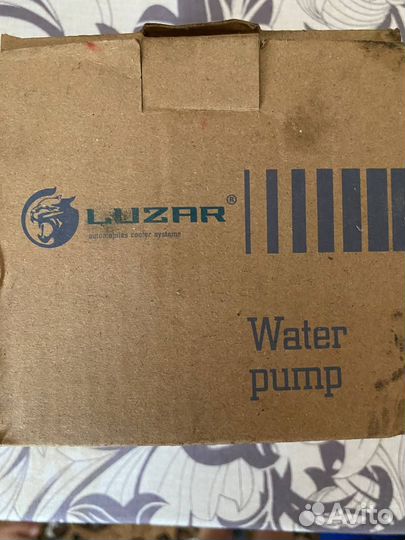 LUZAR®
automobiles cooler systems
Water
pump
Avito